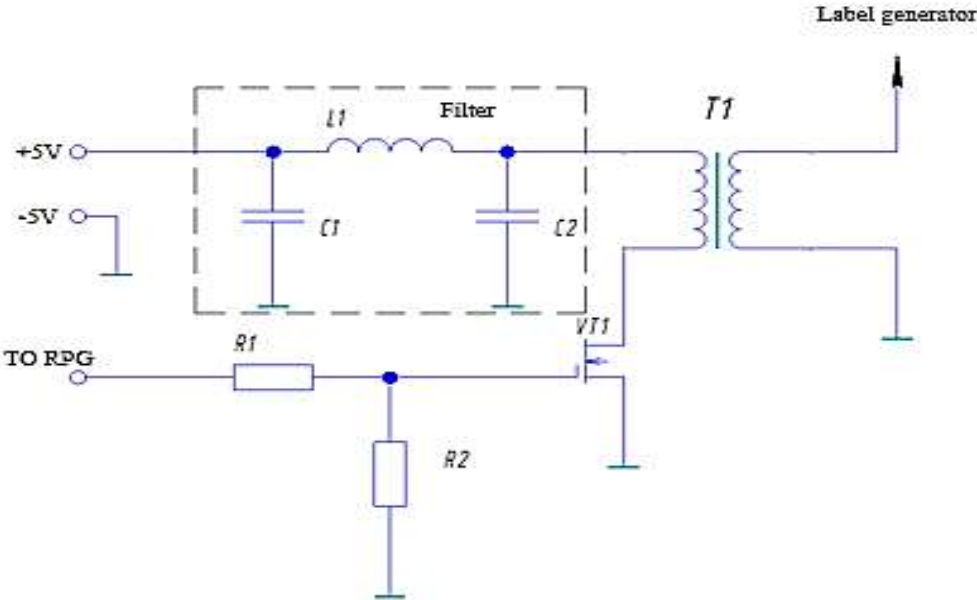 Label generator
Filter
L1
T1
+5V
-5V
C1
C2
VT1
R1
TO RPG
R2